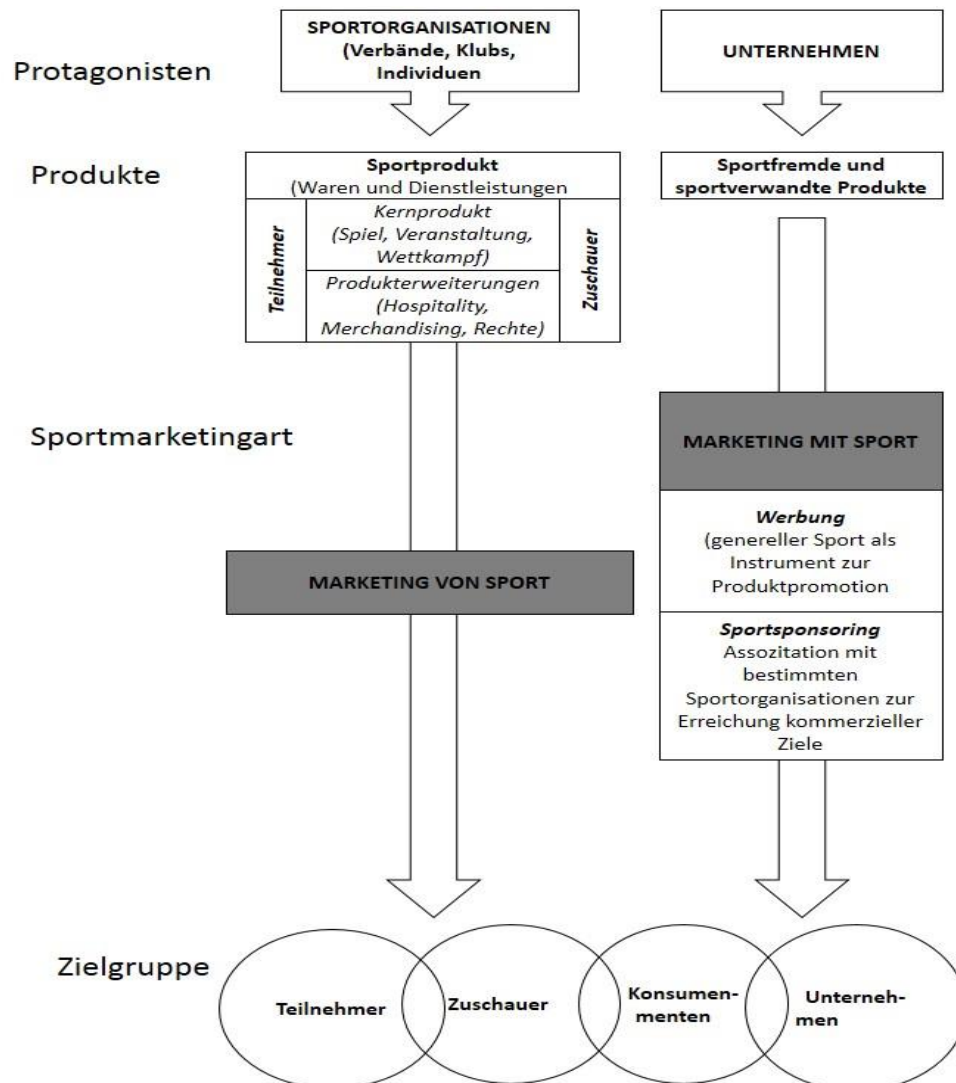 Protagonisten
SPORTORGANISATIONEN
(Verbände, Klubs,
Individuen
UNTERNEHMEN
Produkte
Sportprodukt
(Waren und Dienstleistungen
Teilnehmer
Kernprodukt
(Spiel, Veranstaltung,
Wettkampf)
Produkterweiterungen
(Hospitality,
Merchandising, Rechte)
Zuschauer
Sportfremde und
sportverwandte Produkte
Sportmarketingart
MARKETING VON SPORT
MARKETING MIT SPORT
Werbung
(genereller Sport als
Instrument zur
Produktpromotion
Sportsponsoring
Assozitation mit
bestimmten
Sportorganisationen zur
Erreichung kommerzieller
Ziele
Zielgruppe
Teilnehmer
Zuschauer
Konsumen-
menten
Unterneh-
men